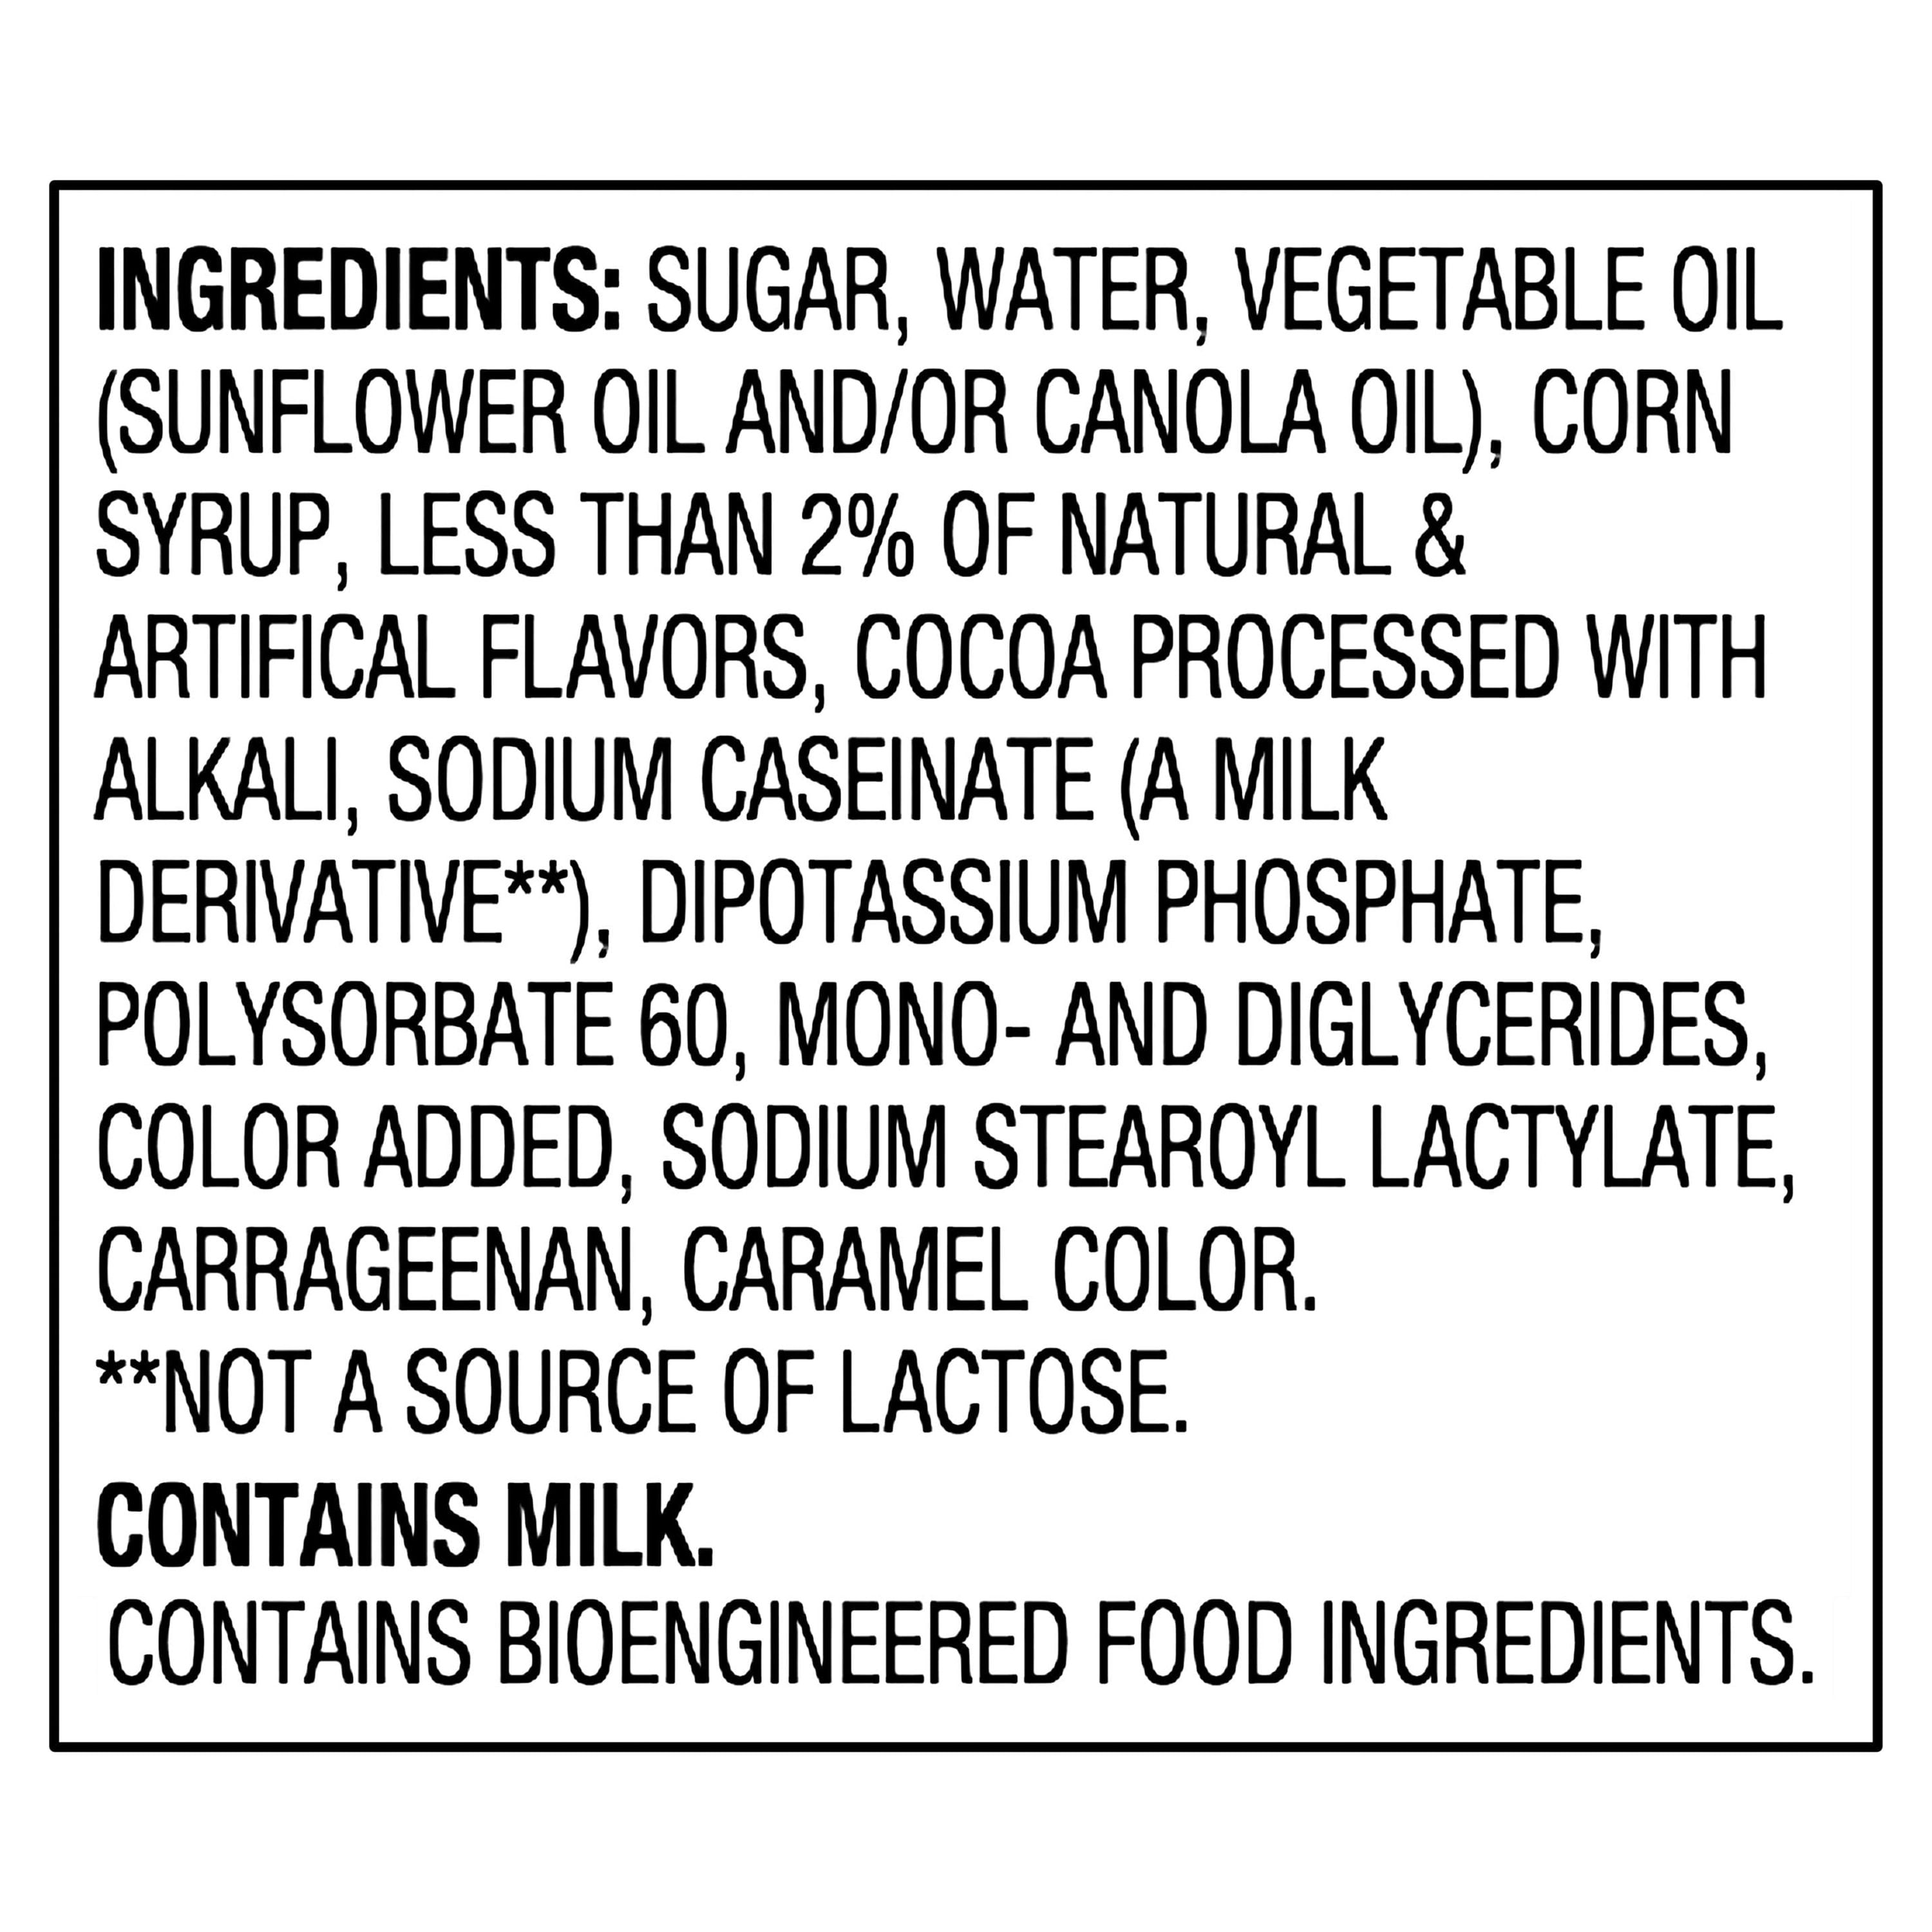 INGREDIENTS: SUGAR, WATER, VEGETABLE OIL
(SUNFLOWER OIL AND/OR CANOLA OIL), CORN
SYRUP, LESS THAN 2% OF NATURAL &
ARTIFICAL FLAVORS, COCOA PROCESSED WITH
ALKALI, SODIUM CASEINATE (A MILK
DERIVATIVE**), DIPOTASSIUM PHOSPHATE,
POLYSORBATE 60, MONO- AND DIGLYCERIDES,
COLOR ADDED, SODIUM STEAROYL LACTYLATE,
CARRAGEENAN, CARAMEL COLOR.
**NOT A SOURCE OF LACTOSE.
CONTAINS MILK.
CONTAINS BIOENGINEERED FOOD INGREDIENTS.